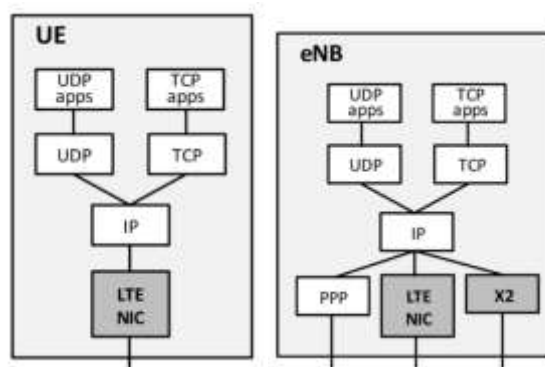 UE
UDP
apps
TCP
apps
UDP
TCP
IP
LTE
NIC
eNB
UDP
apps
TCP
apps
UDP
TCP
IP
PPP
LTE
NIC
X2